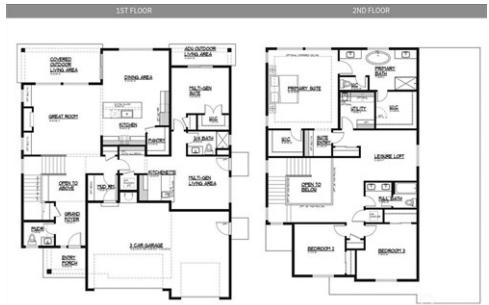 1ST FLOOR
2ND FLOOR
COVERED
OUTDOOR
LIVING AREA
DINING AREA
ADU OUTDOOR
LIVING AREA
MULTI-GEN
SUITE
GREAT ROOM
KITCHEN
W.I.C.
PANTRY
3/4 BATH
KITCHENETTE
MULTI-GEN
LIVING AREA
OPEN TO
ABOVE
MUD RM.
GRAND
FOYER
PWDR
ENTRY
PORCH
3 CAR GARAGE
PRIMARY
BATH
PRIMARY SUITE
W.C.
UTILITY
W.I.C.
W.I.C.
SUITE
ENTRY
LEISURE LOFT
OPEN TO
BELOW
FULL BATH
BEDROOM 2
BEDROOM 3